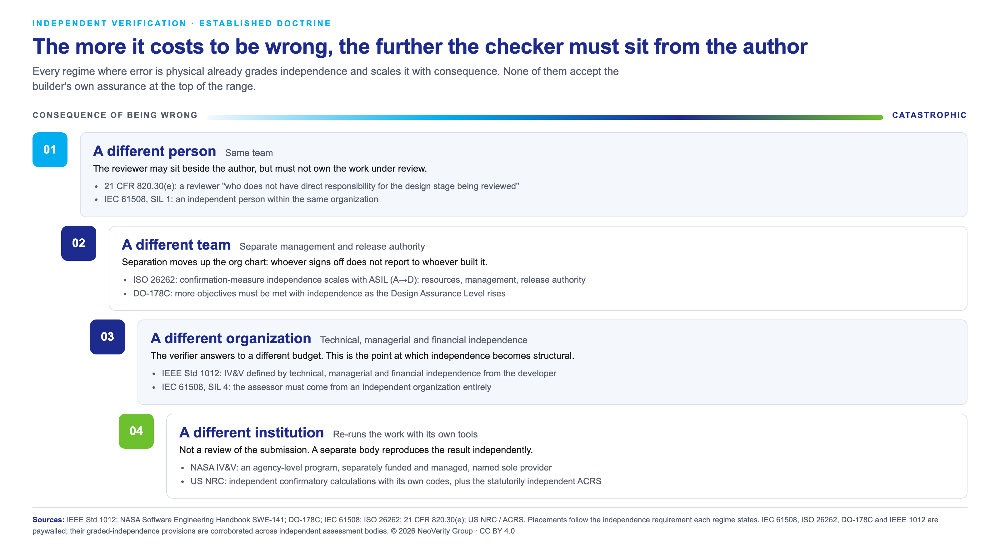 INDEPENDENT VERIFICATION · ESTABLISHED DOCTRINE
The more it costs to be wrong, the further the checker must sit from the author
Every regime where error is physical already grades independence and scales it with consequence. None of them accept the
builder's own assurance at the top of the range.
CONSEQUENCE OF BEING WRONG CATASTROPHIC
01
A different person Same team
The reviewer may sit beside the author, but must not own the work under review.
• 21 CFR 820.30(e): a reviewer "who does not have direct responsibility for the design stage being reviewed"
• IEC 61508, SIL 1: an independent person within the same organization
02
A different team Separate management and release authority
Separation moves up the org chart: whoever signs off does not report to whoever built it.
• ISO 26262: confirmation-measure independence scales with ASIL (A→D): resources, management, release authority
• DO-178C: more objectives must be met with independence as the Design Assurance Level rises
03
A different organization Technical, managerial and financial independence
The verifier answers to a different budget. This is the point at which independence becomes structural.
• IEEE Std 1012: IV&V defined by technical, managerial and financial independence from the developer
• IEC 61508, SIL 4: the assessor must come from an independent organization entirely
04
A different institution Re-runs the work with its own tools
Not a review of the submission. A separate body reproduces the result independently.
• NASA IV&V: an agency-level program, separately funded and managed, named sole provider
• US NRC: independent confirmatory calculations with its own codes, plus the statutorily independent ACRS
Sources: IEEE Std 1012; NASA Software Engineering Handbook SWE-141; DO-178C; IEC 61508; ISO 26262; 21 CFR 820.30(e); US NRC / ACRS. Placements follow the independence requirement each regime states. IEC 61508, ISO 26262, DO-178C and IEEE 1012 are
paywalled; their graded-independence provisions are corroborated across independent assessment bodies. © 2026 NeoVerity Group · CC BY 4.0